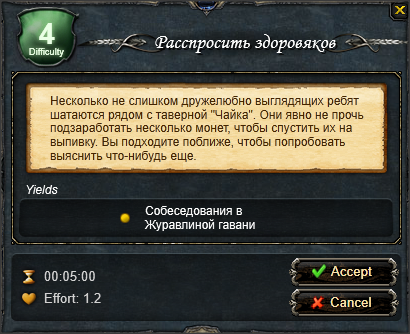 4
Difficulty
Расспросить здоровяков
Несколько не слишком дружелюбно выглядящих ребят
шатаются рядом с таверной "Чайка". Они явно не прочь
подзаработать несколько монет, чтобы спустить их на
выпивку. Вы подходите поближе, чтобы попробовать
выяснить что-нибудь еще.
Yields
Собеседования в
Журавлиной гавани
00:05:00
Accept
Effort: 1.2
Cancel